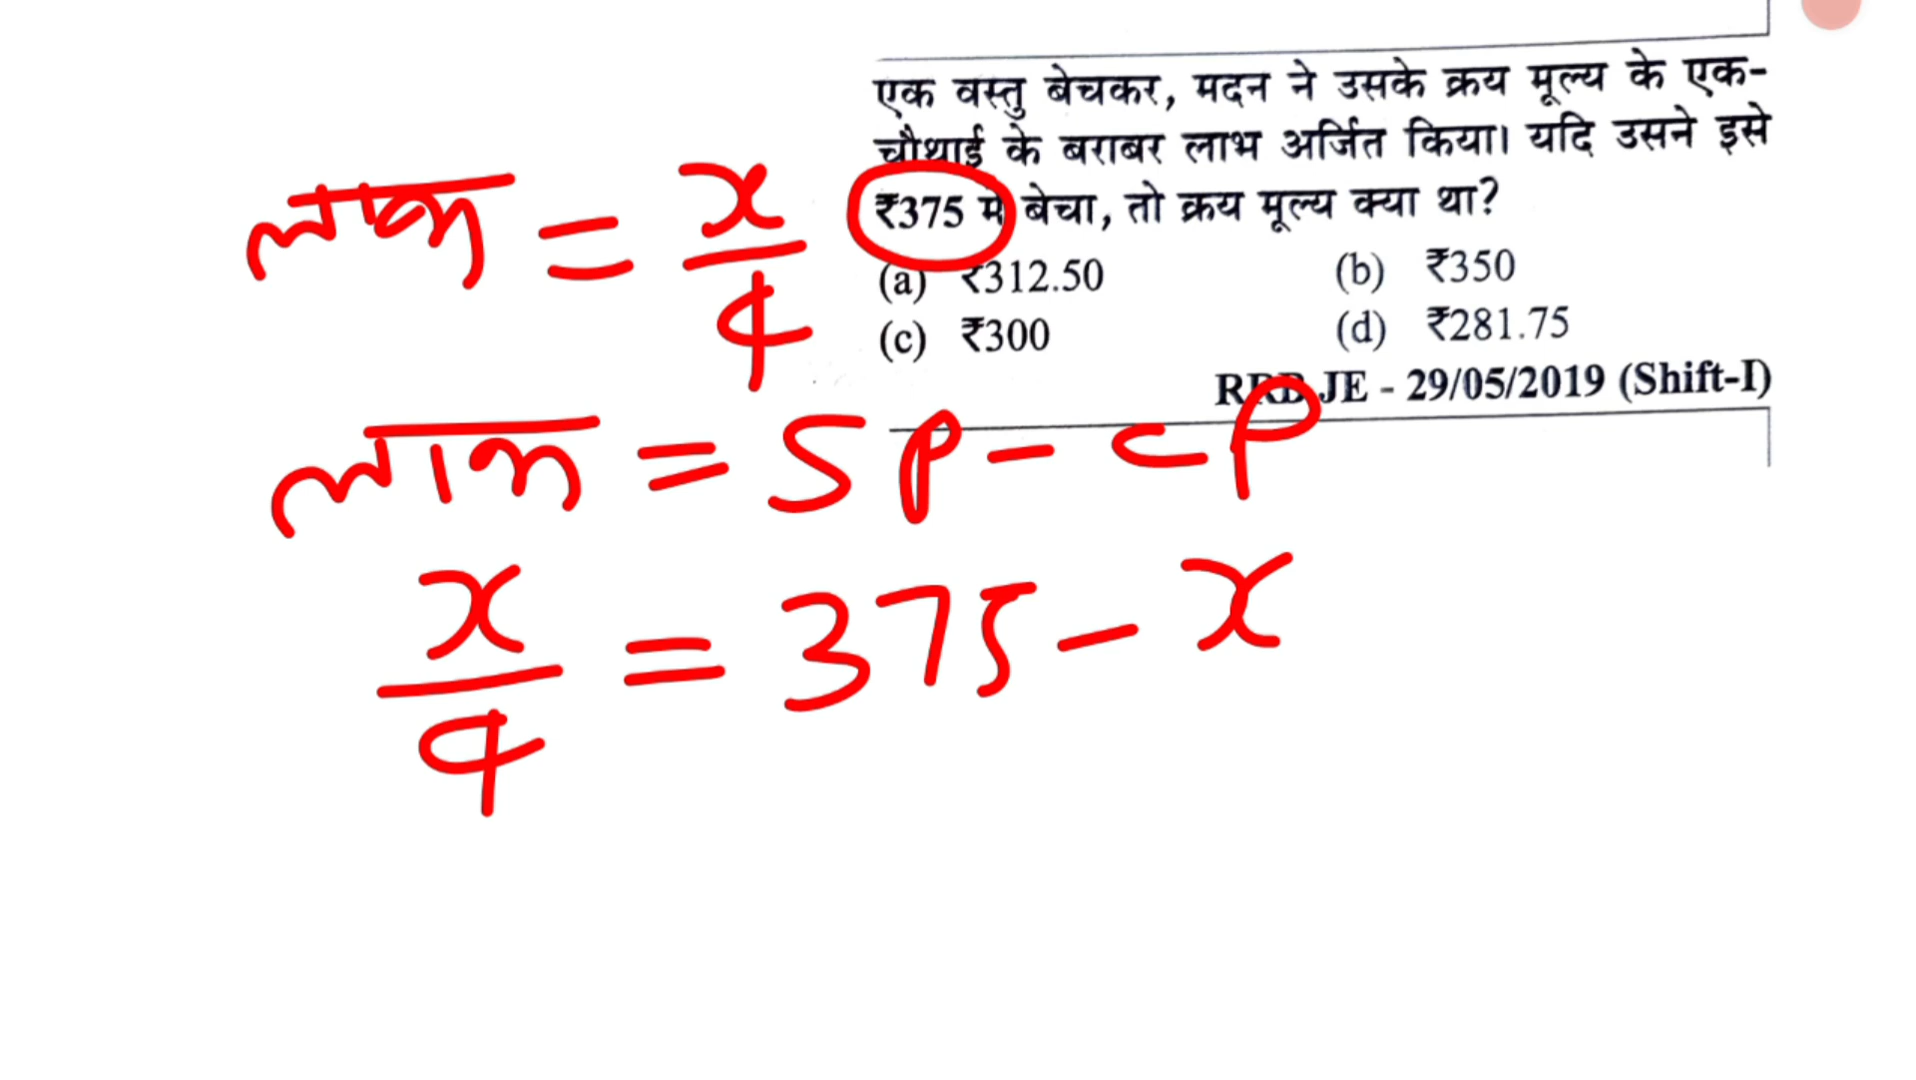 एक वस्तु बेचकर, मदन ने उसके क्रय मूल्य के एक-
चौथाई के बराबर लाभ अर्जित किया। यदि उसने इसे
₹375 में बेचा, तो क्रय मूल्य क्या था?
(a) ₹312.50 (b) ₹350
(c) ₹300 (d) ₹281.75
RRB JE - 29/05/2019 (Shift-I)
लाभ = x/4
लाभ = SP - CP
x/4 = 375 - x